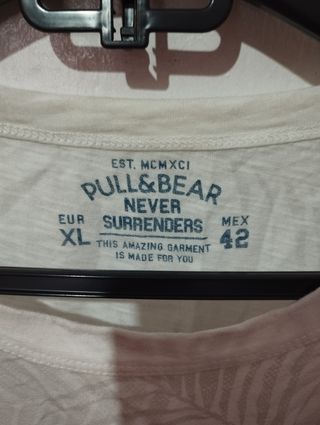 EST. MCMXCI
PULL&BEAR
NEVER
EUR SURRENDERS MEX
XL THIS AMAZING GARMENT 42
IS MADE FOR YOU